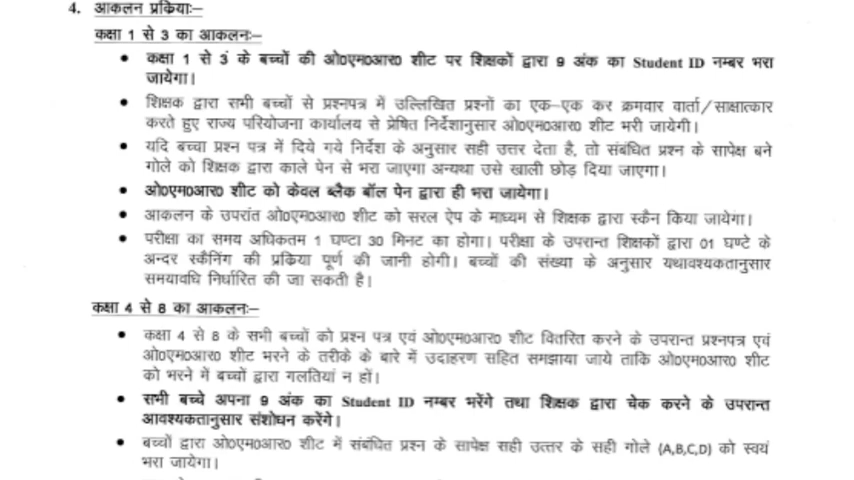 4. आकलन प्रकिया:–
कक्षा 1 से 3 का आकलन:–
• कक्षा 1 से 3 के बच्चों की ओ0एम0आर0 शीट पर शिक्षकों द्वारा 9 अंक का Student ID नम्बर भरा
जायेगा।
• शिक्षक द्वारा सभी बच्चों से प्रश्नपत्र में उल्लिखित प्रश्नों का एक–एक कर क्रमवार वार्ता/साक्षात्कार
करते हुए राज्य परियोजना कार्यालय से प्रेषित निर्देशानुसार ओ0एम0आर0 शीट भरी जायेगी।
• यदि बच्चा प्रश्न पत्र में दिये गये निर्देश के अनुसार सही उत्तर देता है, तो संबंधित प्रश्न के सापेक्ष बने
गोले को शिक्षक द्वारा काले पेन से भरा जाएगा अन्यथा उसे खाली छोड़ दिया जाएगा।
• ओ0एम0आर0 शीट को केवल ब्लैक बॉल पेन द्वारा ही भरा जायेगा।
• आकलन के उपरांत ओ0एम0आर0 शीट को सरल ऐप के माध्यम से शिक्षक द्वारा स्कैन किया जायेगा।
• परीक्षा का समय अधिकतम 1 घण्टा 30 मिनट का होगा। परीक्षा के उपरान्त शिक्षकों द्वारा 01 घण्टे के
अन्दर स्कैनिंग की प्रकिया पूर्ण की जानी होगी। बच्चों की संख्या के अनुसार यथावश्यकतानुसार
समयावधि निर्धारित की जा सकती है।
कक्षा 4 से 8 का आकलन:–
• कक्षा 4 से 8 के सभी बच्चों को प्रश्न पत्र एवं ओ0एम0आर0 शीट वितरित करने के उपरान्त प्रश्नपत्र एवं
ओ0एम0आर0 शीट भरने के तरीके के बारे में उदाहरण सहित समझाया जाये ताकि ओ0एम0आर0 शीट
को भरने में बच्चों द्वारा गलतियां न हों।
• सभी बच्चे अपना 9 अंक का Student ID नम्बर भरेंगे तथा शिक्षक द्वारा चेक करने के उपरान्त
आवश्यकतानुसार संशोधन करेंगे।
• बच्चों द्वारा ओ0एम0आर0 शीट में संबंधित प्रश्न के सापेक्ष सही उत्तर के सही गोले (A,B,C,D) को स्वयं
भरा जायेगा।